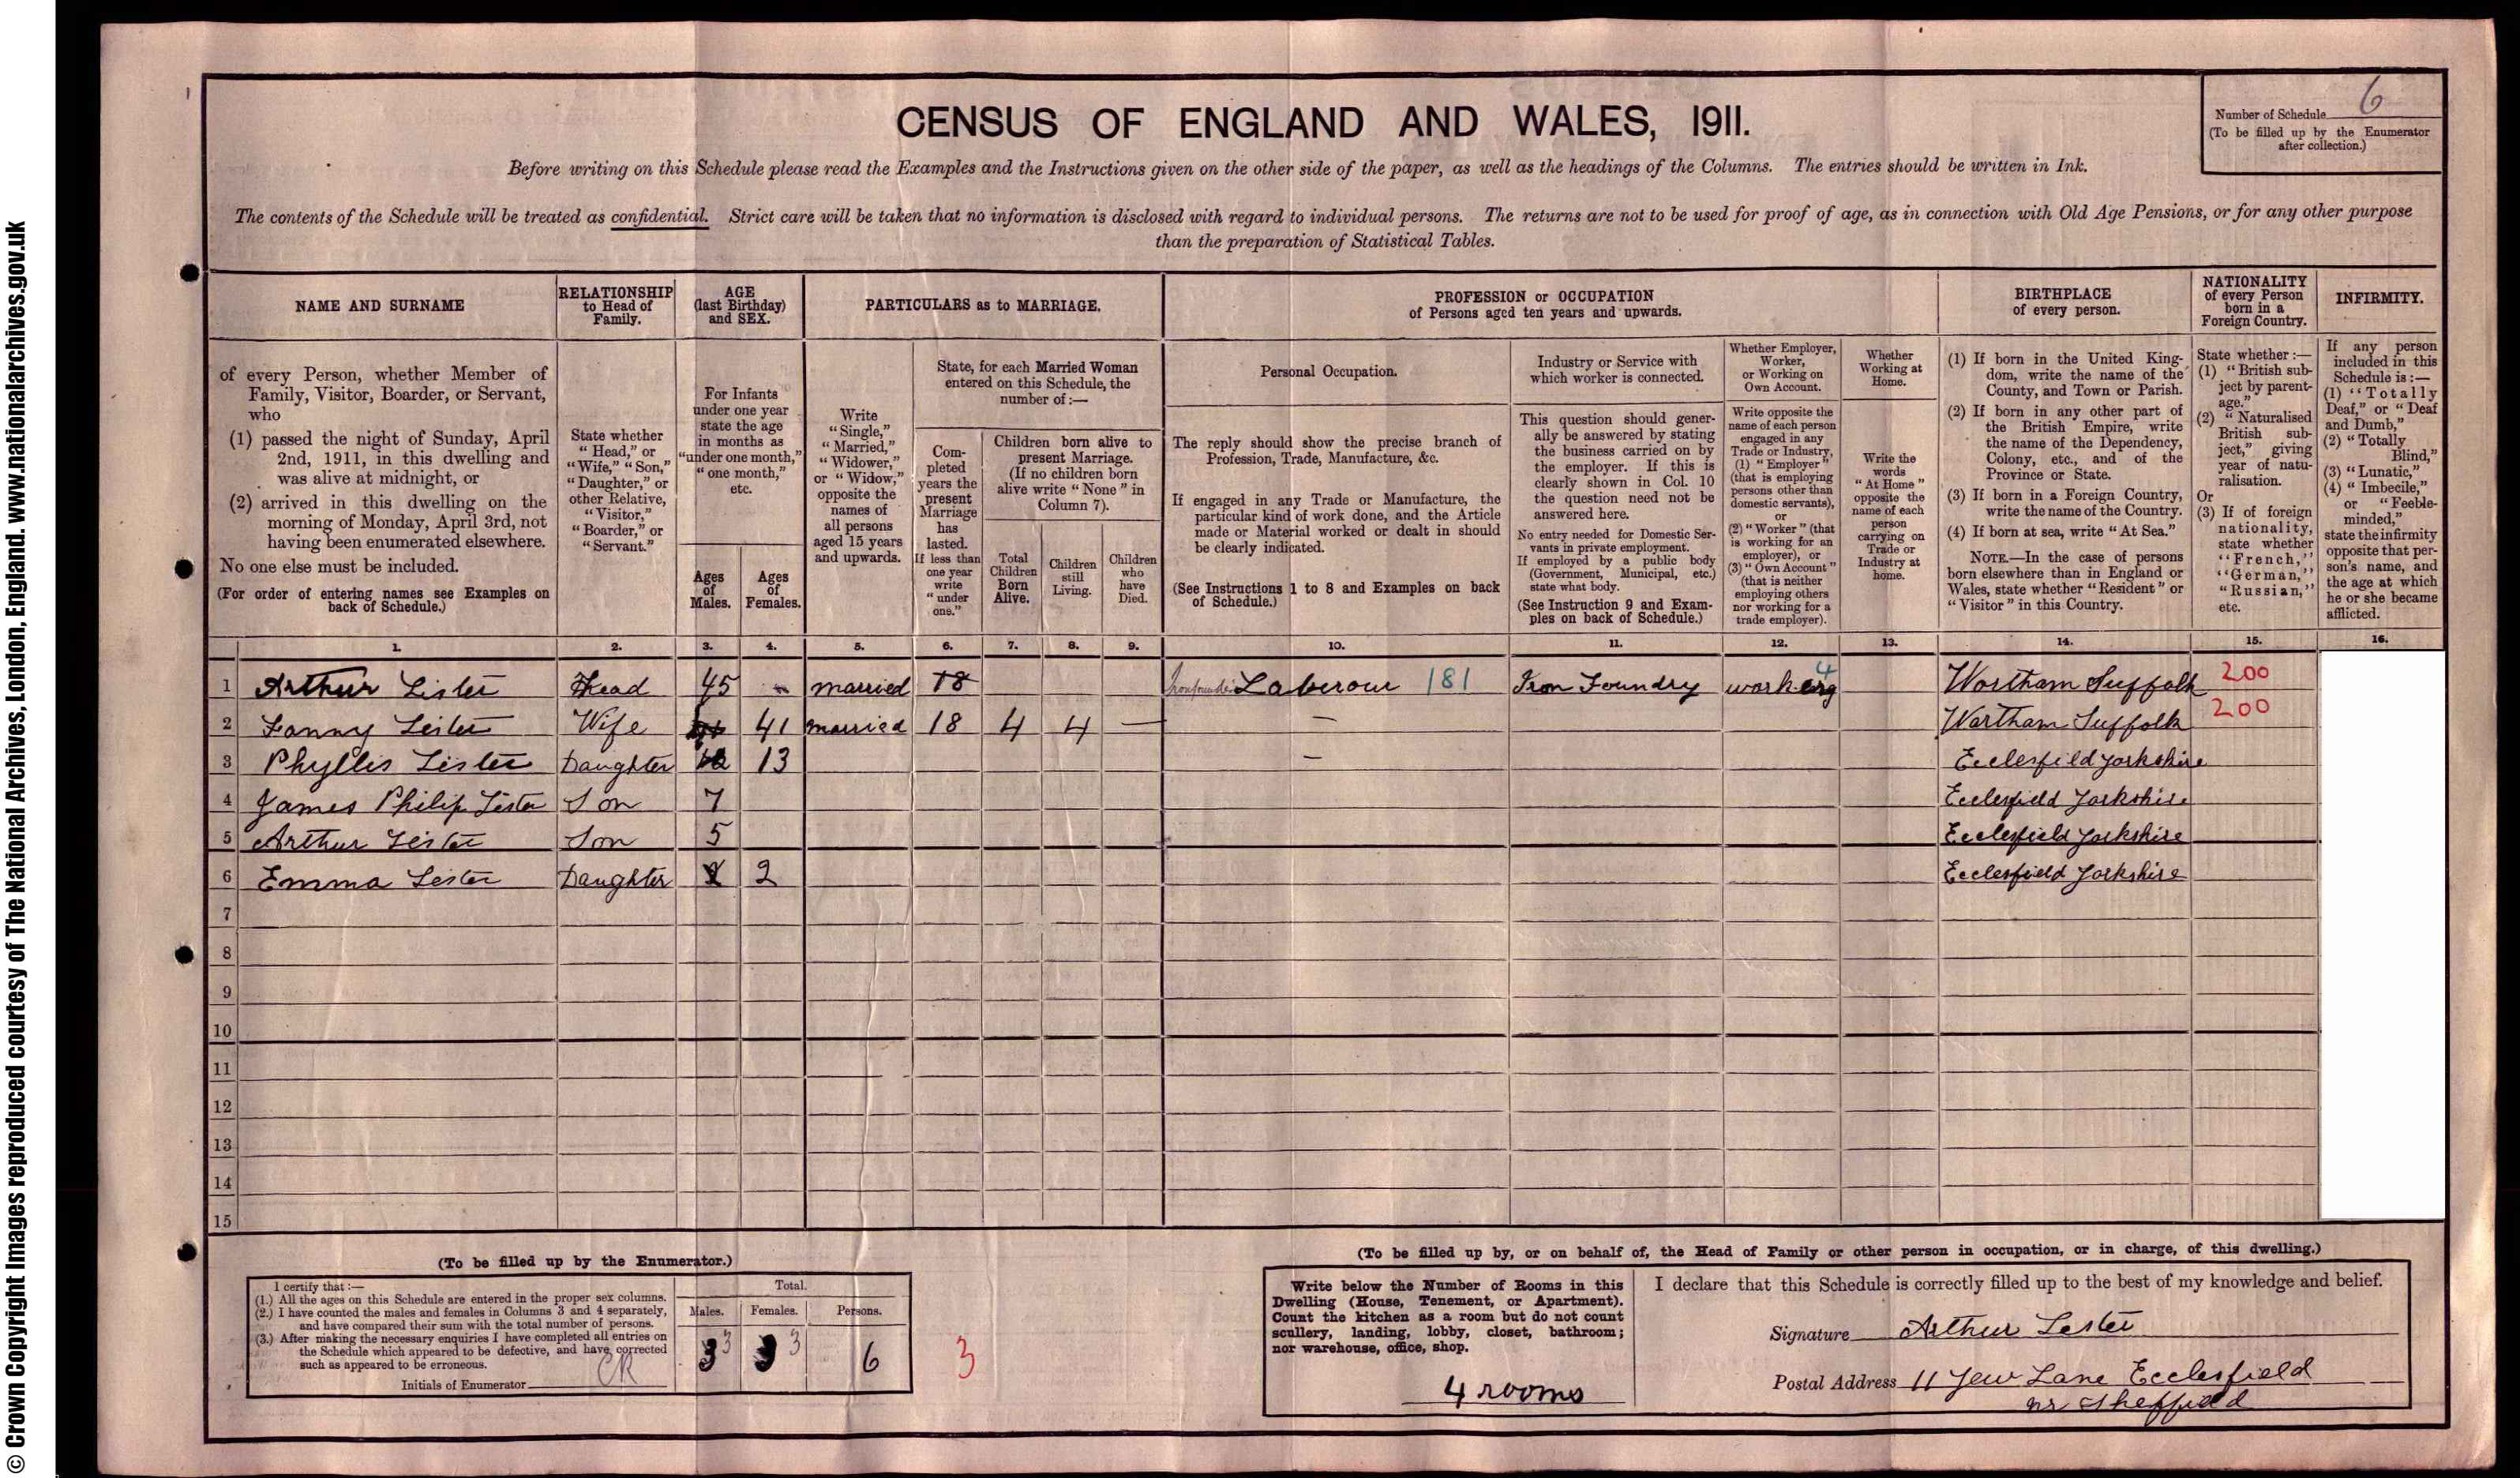 © Crown Copyright Images reproduced courtesy of The National Archives, London, England. www.nationalarchives.gov.uk
CENSUS OF ENGLAND AND WALES, 1911.
Number of Schedule 6
(To be filled up by the Enumerator
after collection.)
Before writing on this Schedule please read the Examples and the Instructions given on the other side of the paper, as well as the headings of the Columns. The entries should be written in Ink.
The contents of the Schedule will be treated as confidential. Strict care will be taken that no information is disclosed with regard to individual persons. The returns are not to be used for proof of age, as in connection with Old Age Pensions, or for any other purpose
than the preparation of Statistical Tables.
NAME AND SURNAME
of every Person, whether Member of
Family, Visitor, Boarder, or Servant,
who
(1) passed the night of Sunday, April
2nd, 1911, in this dwelling and
was alive at midnight, or
(2) arrived in this dwelling on the
morning of Monday, April 3rd, not
having been enumerated elsewhere.
No one else must be included.
(For order of entering names see Examples on
back of Schedule.)
RELATIONSHIP
to Head of
Family.
State whether
"Head," or
"Wife," "Son,"
"Daughter," or
other Relative,
"Visitor,"
"Boarder," or
"Servant."
AGE
(last Birthday)
and SEX.
For Infants
under one year
state the age
in months as
"under one month,"
"one month,"
etc.
Ages
of
Males.
Ages
of
Females.
PARTICULARS as to MARRIAGE.
Write
"Single,"
"Married,"
"Widower,"
or "Widow,"
opposite the
names of
all persons
aged 15 years
and upwards.
State, for each Married Woman
entered on this Schedule, the
number of:—
Com-
pleted
years the
present
Marriage
has
lasted.
If less than
one year
write
"under
one."
Children born alive to
present Marriage.
(If no children born
alive write "None" in
Column 7).
Total
Children
Born
Alive.
Children
still
Living.
Children
who
have
Died.
PROFESSION or OCCUPATION
of Persons aged ten years and upwards.
Personal Occupation.
The reply should show the precise branch of
Profession, Trade, Manufacture, &c.
If engaged in any Trade or Manufacture, the
particular kind of work done, and the Article
made or Material worked or dealt in should
be clearly indicated.
(See Instructions 1 to 8 and Examples on back
of Schedule.)
Industry or Service with
which worker is connected.
This question should gener-
ally be answered by stating
the business carried on by
the employer. If this is
clearly shown in Col. 10
the question need not be
answered here.
No entry needed for Domestic Ser-
vants in private employment.
If employed by a public body
(Government, Municipal, etc.)
state what body.
(See Instruction 9 and Exam-
ples on back of Schedule.)
Whether Employer,
Worker,
or Working on
Own Account.
Write opposite the
name of each person
engaged in any
Trade or Industry,
(1) "Employer"
(that is employing
persons other than
domestic servants),
or
(2) "Worker" (that
is working for an
employer), or
(3) "Own Account"
(that is neither
employing others
nor working for a
trade employer).
Whether
Working at
Home.
Write the
words
"At Home"
opposite the
name of each
person
carrying on
Trade or
Industry at
home.
BIRTHPLACE
of every person.
(1) If born in the United King-
dom, write the name of the
County, and Town or Parish.
(2) If born in any other part of
the British Empire, write
the name of the Dependency,
Colony, etc., and of the
Province or State.
(3) If born in a Foreign Country,
write the name of the Country.
(4) If born at sea, write "At Sea."
NOTE.—In the case of persons
born elsewhere than in England or
Wales, state whether "Resident" or
"Visitor" in this Country.
NATIONALITY
of every Person
born in a
Foreign Country.
State whether:—
(1) "British sub-
ject by parent-
age."
(2) "Naturalised
British sub-
ject," giving
year of natu-
ralisation.
Or
(3) If of foreign
nationality,
state whether
"French,"
"German,"
"Russian,"
etc.
INFIRMITY.
If any person
included in this
Schedule is:—
(1) "Totally
Deaf," or "Deaf
and Dumb,"
(2) "Totally
Blind,"
(3) "Lunatic,"
(4) "Imbecile,"
or "Feeble-
minded,"
state the infirmity
opposite that per-
son's name, and
the age at which
he or she became
afflicted.
1. 2. 3. 4. 5. 6. 7. 8. 9. 10. 11. 12. 13. 14. 15. 16.
1 Arthur Lister Head 45 - married 18 Laberour 181 Iron Foundry 4 Wortham Suffolk 200
2 Fanny Lister Wife 41 married 18 4 4 — — Wortham Suffolk 200
3 Phyllis Lister Daughter 13 — Ecclesfield Yorkshire
4 James Philip Lister Son 7 Ecclesfield Yorkshire
5 Arthur Lister Son 5 Ecclesfield Yorkshire
6 Emma Lister Daughter 2 Ecclesfield Yorkshire
7
8
9
10
11
12
13
14
15
(To be filled up by the Enumerator.)
I certify that:—
(1.) All the ages on this Schedule are entered in the proper sex columns.
(2.) I have counted the males and females in Columns 3 and 4 separately,
and have compared their sum with the total number of persons.
(3.) After making the necessary enquiries I have completed all entries on
the Schedule which appeared to be defective, and have corrected
such as appeared to be erroneous.
Initials of Enumerator CR
Total.
Males. Females. Persons.
3 3 3 3 6
3
(To be filled up by, or on behalf of, the Head of Family or other person in occupation, or in charge, of this dwelling.)
Write below the Number of Rooms in this
Dwelling (House, Tenement, or Apartment).
Count the kitchen as a room but do not count
scullery, landing, lobby, closet, bathroom;
nor warehouse, office, shop.
4 rooms
I declare that this Schedule is correctly filled up to the best of my knowledge and belief.
Signature Arthur Lister
Postal Address 11 Yew Lane Ecclesfield
nr Sheffield